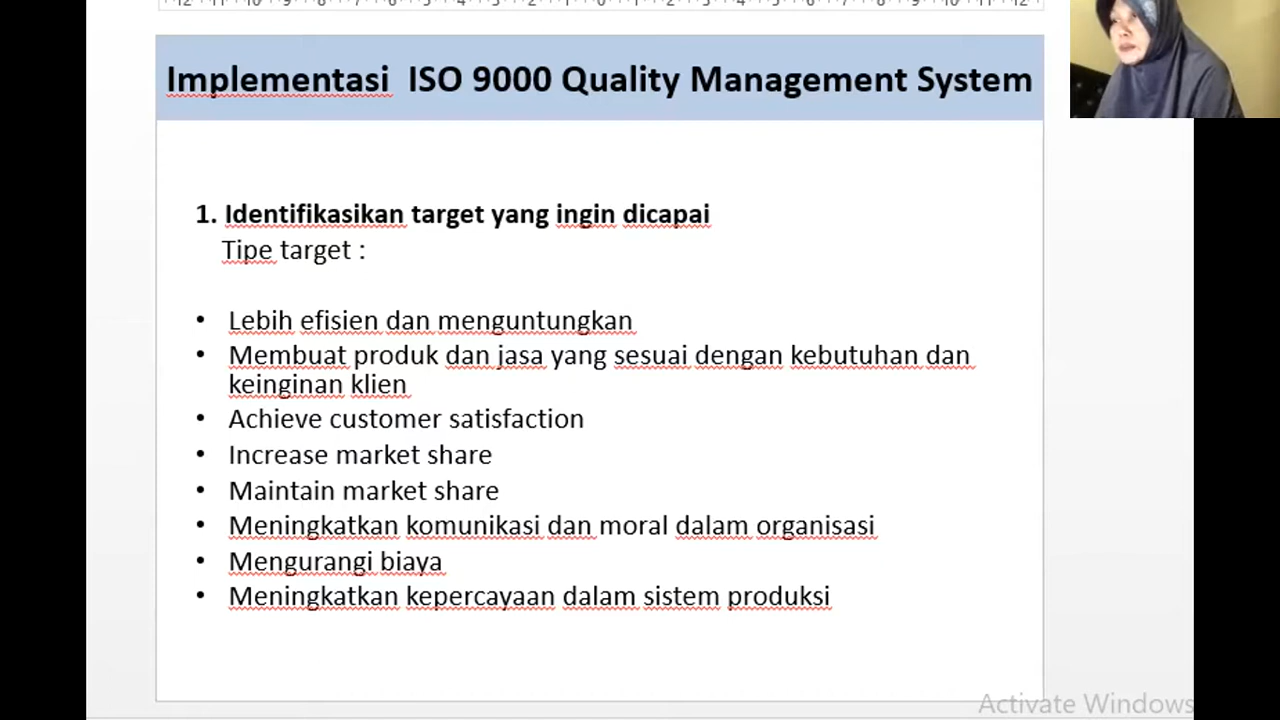 Implementasi ISO 9000 Quality Management System
1. Identifikasikan target yang ingin dicapai
Tipe target :
• Lebih efisien dan menguntungkan
• Membuat produk dan jasa yang sesuai dengan kebutuhan dan
keinginan klien
• Achieve customer satisfaction
• Increase market share
• Maintain market share
• Meningkatkan komunikasi dan moral dalam organisasi
• Mengurangi biaya
• Meningkatkan kepercayaan dalam sistem produksi
Activate Windows